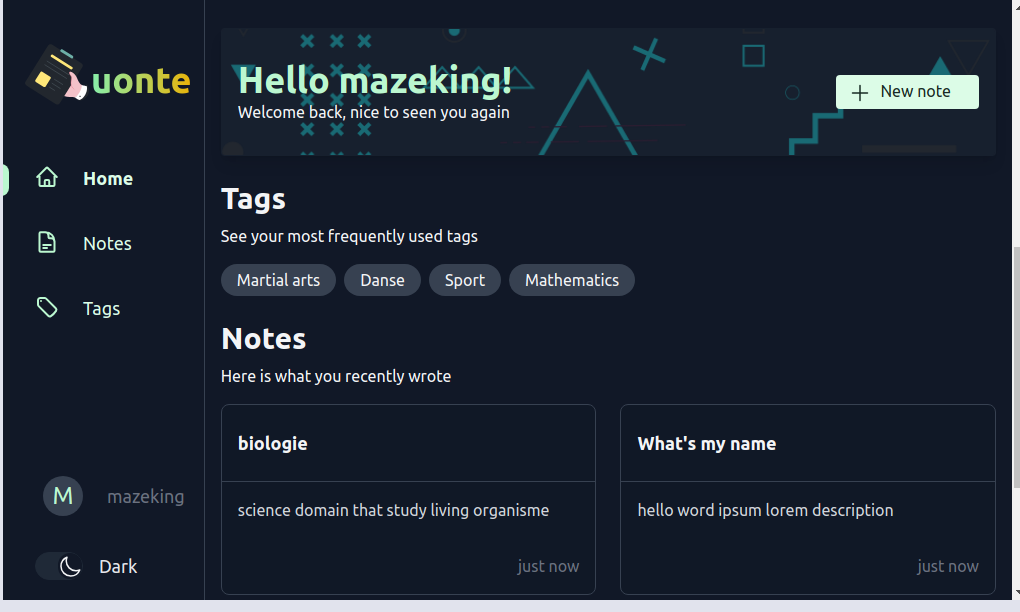 uonte
Home
Notes
Tags
M mazeking
Dark
Hello mazeking!
Welcome back, nice to seen you again
New note
Tags
See your most frequently used tags
Martial arts Danse Sport Mathematics
Notes
Here is what you recently wrote
biologie
science domain that study living organisme
just now
What's my name
hello word ipsum lorem description
just now